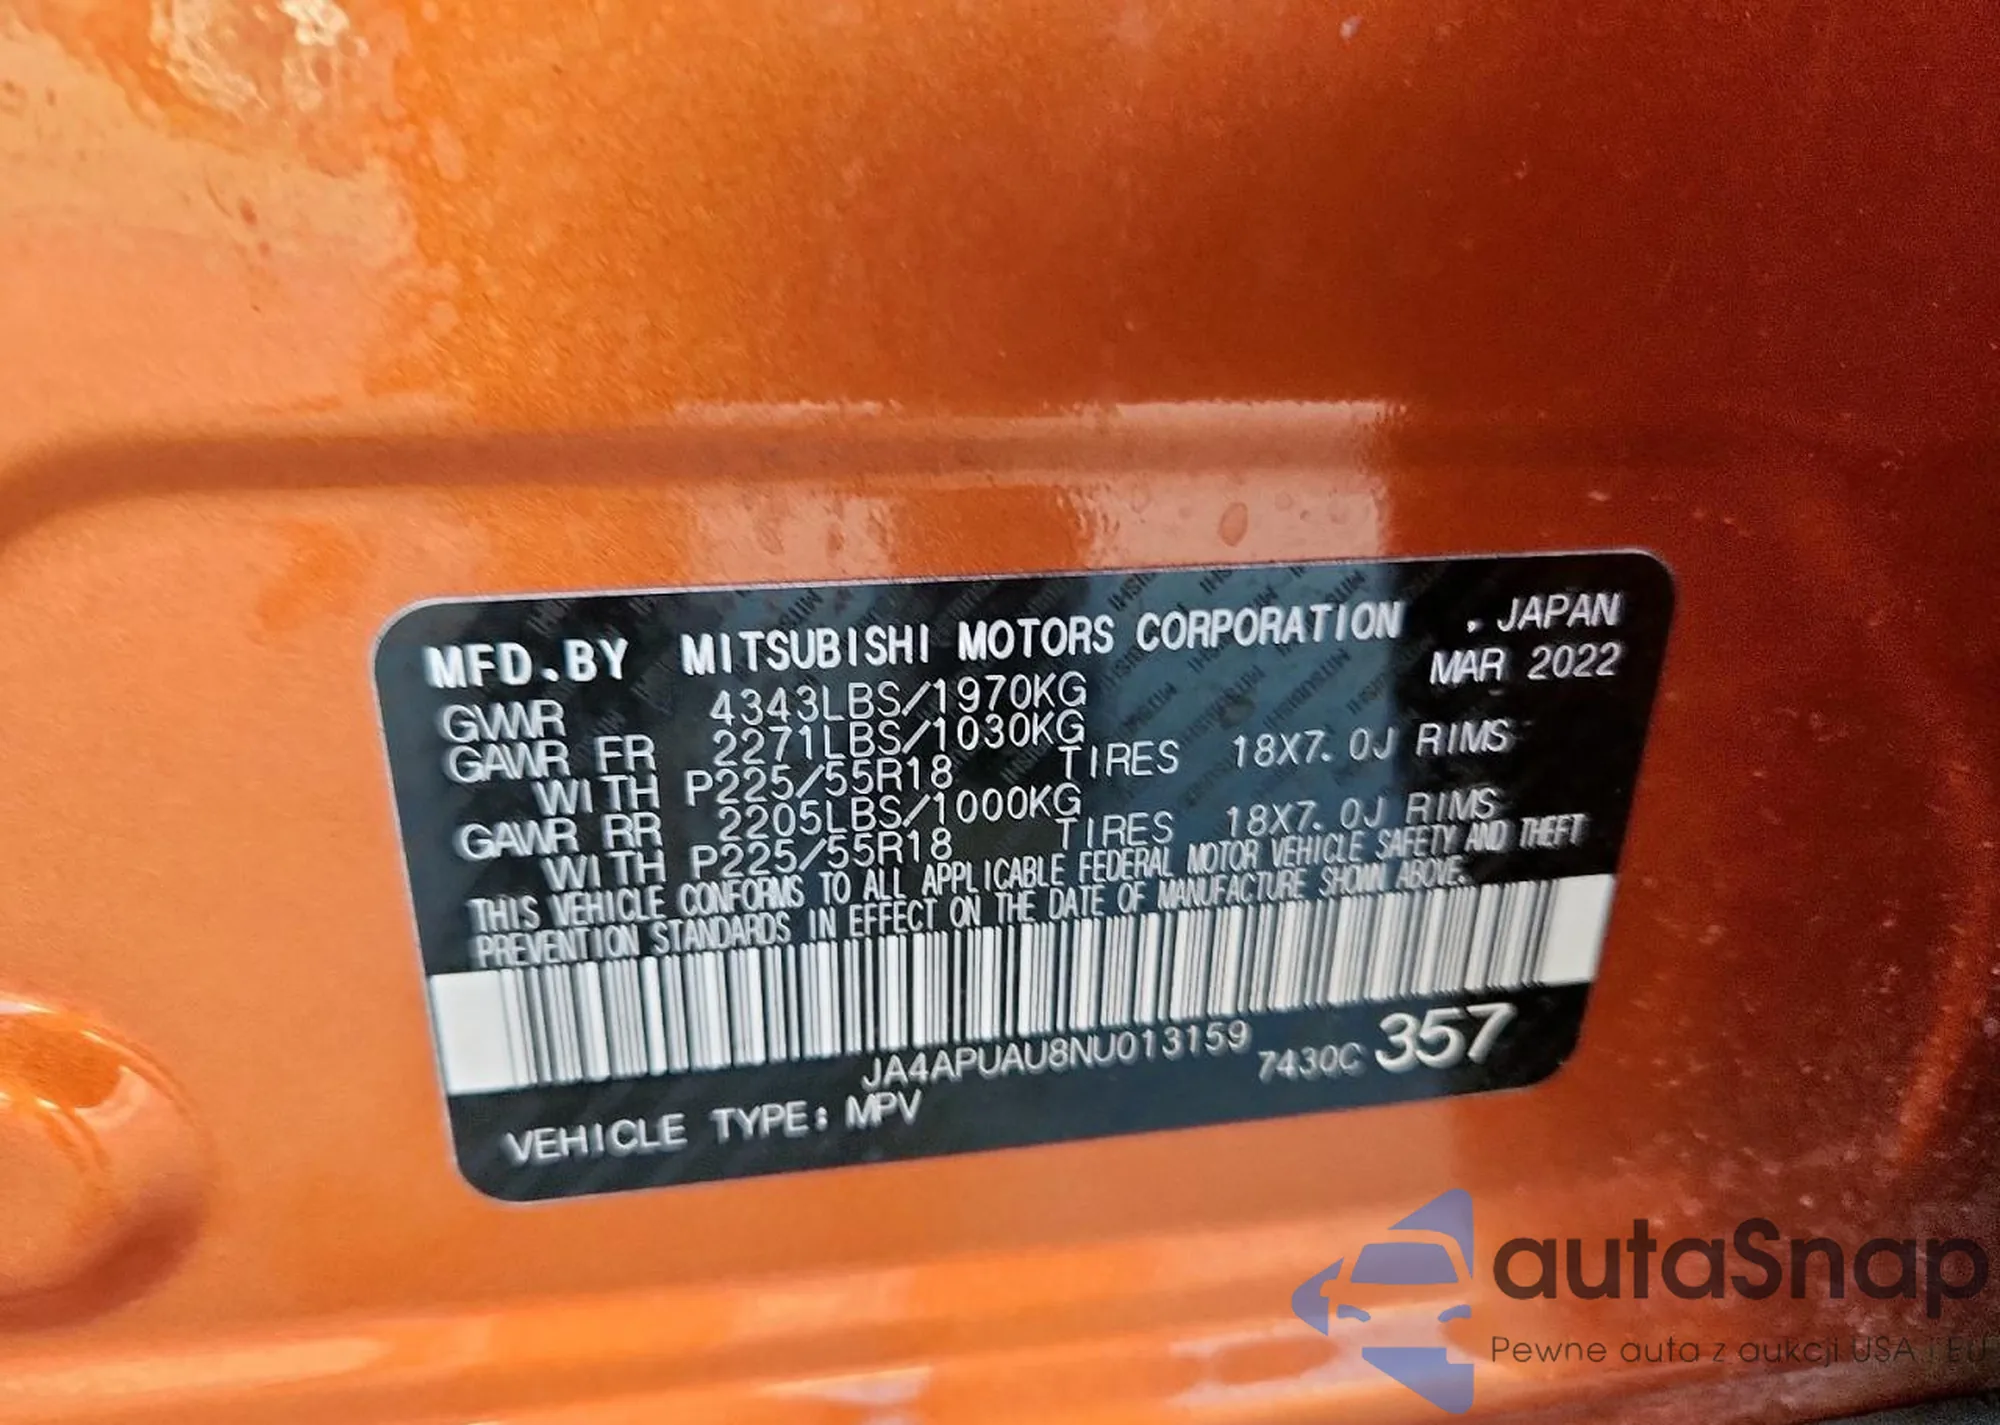 MFD.BY MITSUBISHI MOTORS CORPORATION , JAPAN
GVWR 4343LBS/1970KG MAR 2022
GAWR FR 2271LBS/1030KG
WITH P225/55R18 TIRES 18X7.0J RIMS
GAWR RR 2205LBS/1000KG
WITH P225/55R18 TIRES 18X7.0J RIMS
THIS VEHICLE CONFORMS TO ALL APPLICABLE FEDERAL MOTOR VEHICLE SAFETY AND THEFT
PREVENTION STANDARDS IN EFFECT ON THE DATE OF MANUFACTURE SHOWN ABOVE.
JA4APUAU8NU013159 7430C 357
VEHICLE TYPE: MPV
autaSnap
Pewne auta z aukcji USA i EU